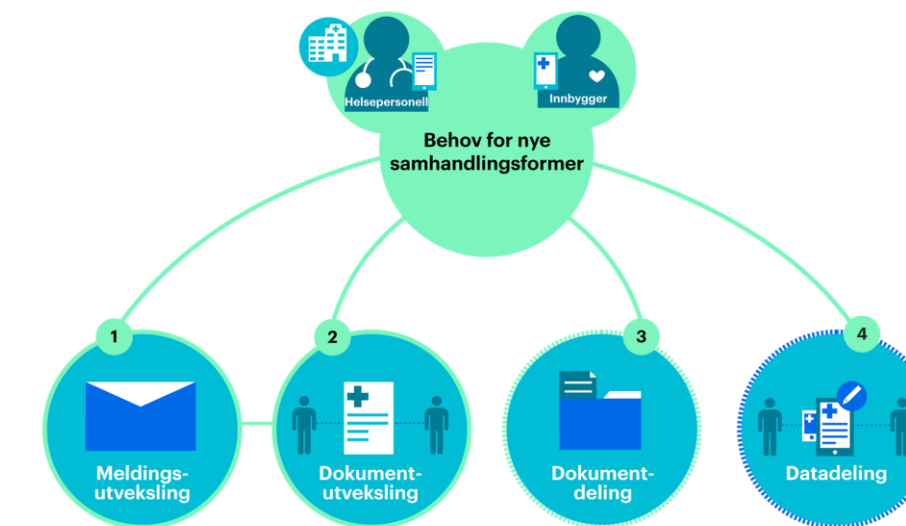 Helsepersonell
Innbygger
Behov for nye
samhandlingsformer
1
2
3
4
Meldings-
utveksling
Dokument-
utveksling
Dokument-
deling
Datadeling